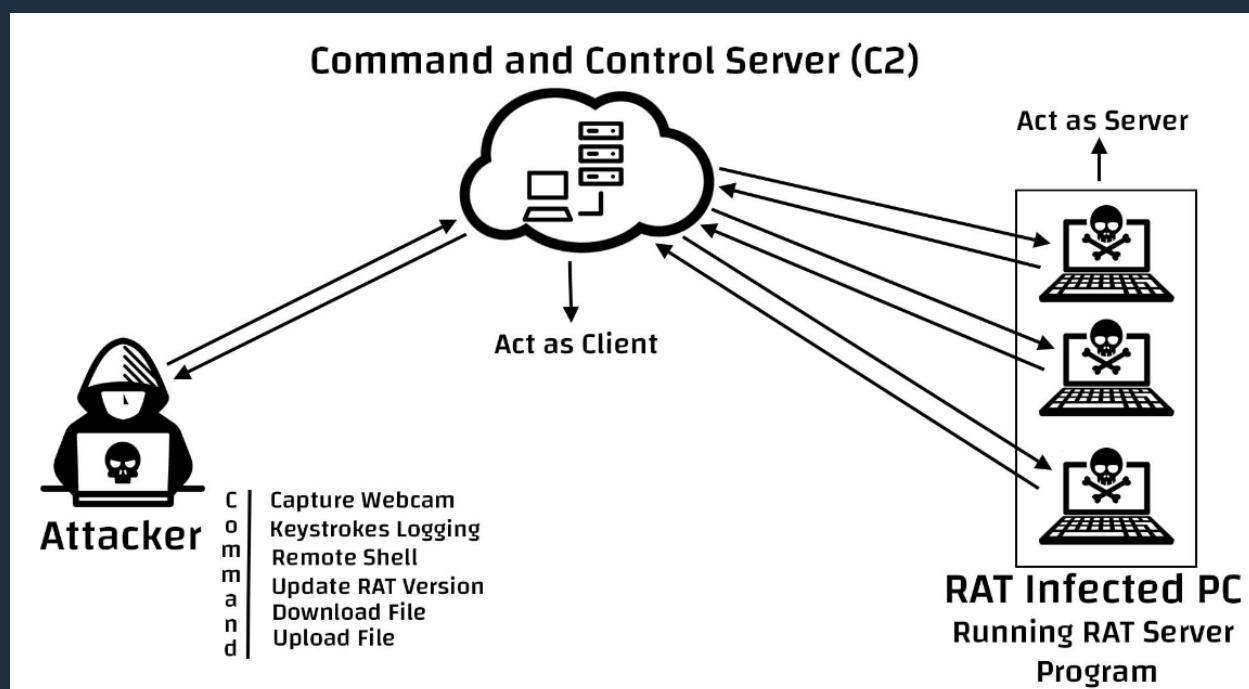 Command and Control Server (C2)
Act as Server
Act as Client
Attacker
Command
Capture Webcam
Keystrokes Logging
Remote Shell
Update RAT Version
Download File
Upload File
RAT Infected PC
Running RAT Server
Program